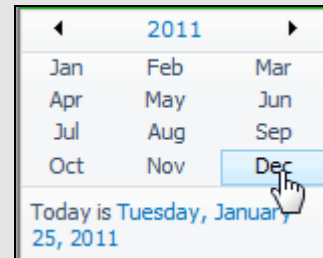 2011
Jan Feb Mar
Apr May Jun
Jul Aug Sep
Oct Nov Dec
Today is Tuesday, January
25, 2011